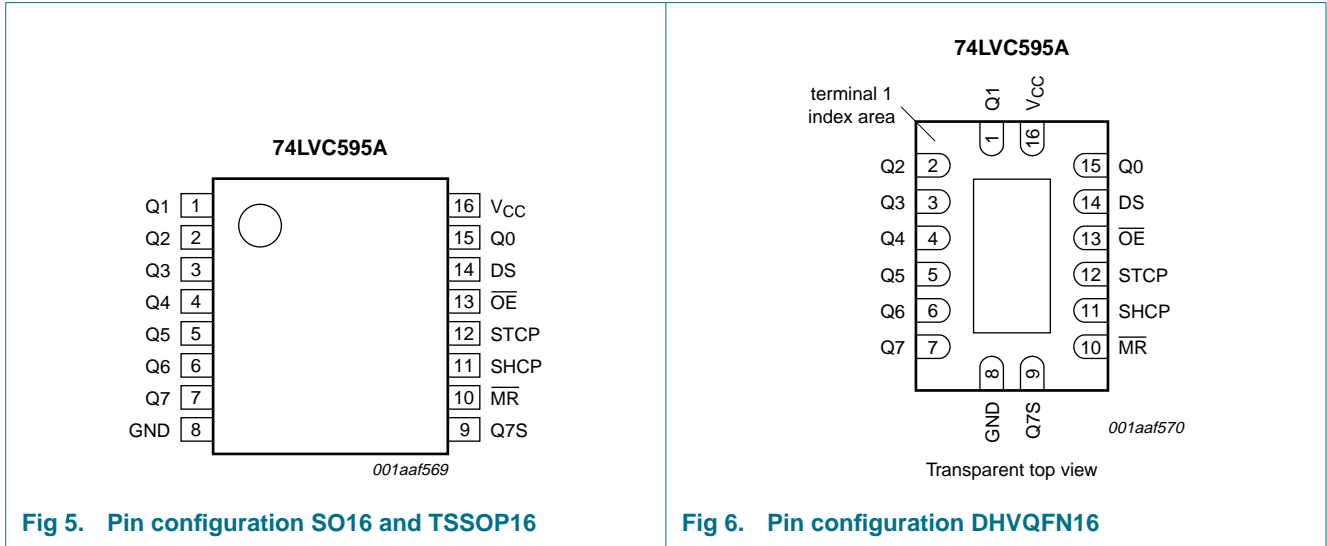 74LVC595A
Q1 1 16 VCC
Q2 2 15 Q0
Q3 3 14 DS
Q4 4 13 OE
Q5 5 12 STCP
Q6 6 11 SHCP
Q7 7 10 MR
GND 8 9 Q7S
001aaf569
Fig 5. Pin configuration SO16 and TSSOP16
74LVC595A
terminal 1
index area
Q1 VCC
1 16
Q2 2 15 Q0
Q3 3 14 DS
Q4 4 13 OE
Q5 5 12 STCP
Q6 6 11 SHCP
Q7 7 10 MR
8 9
GND Q7S
001aaf570
Transparent top view
Fig 6. Pin configuration DHVQFN16